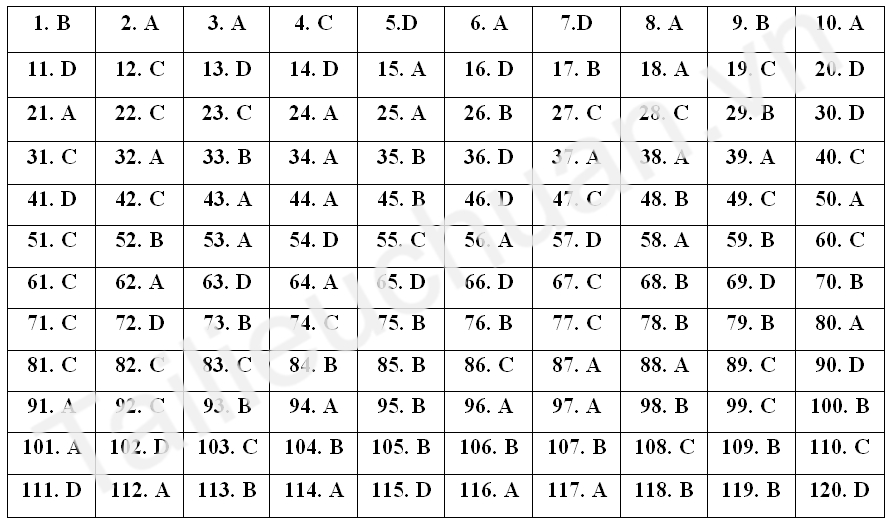 1. B 2. A 3. A 4. C 5.D 6. A 7.D 8. A 9. B 10. A
11. D 12. C 13. D 14. D 15. A 16. D 17. B 18. A 19. C 20. D
21. A 22. C 23. C 24. A 25. A 26. B 27. C 28. C 29. B 30. D
31. C 32. A 33. B 34. A 35. B 36. D 37. A 38. A 39. A 40. C
41. D 42. C 43. A 44. A 45. B 46. D 47. C 48. B 49. C 50. A
51. C 52. B 53. A 54. D 55. C 56. A 57. D 58. A 59. B 60. C
61. C 62. A 63. D 64. A 65. D 66. D 67. C 68. B 69. D 70. B
71. C 72. D 73. B 74. C 75. B 76. B 77. C 78. B 79. B 80. A
81. C 82. C 83. C 84. B 85. B 86. C 87. A 88. A 89. C 90. D
91. A 92. C 93. B 94. A 95. B 96. A 97. A 98. B 99. C 100. B
101. A 102. D 103. C 104. B 105. B 106. B 107. B 108. C 109. B 110. C
111. D 112. A 113. B 114. A 115. D 116. A 117. A 118. B 119. B 120. D
Tailieuchuan.vn